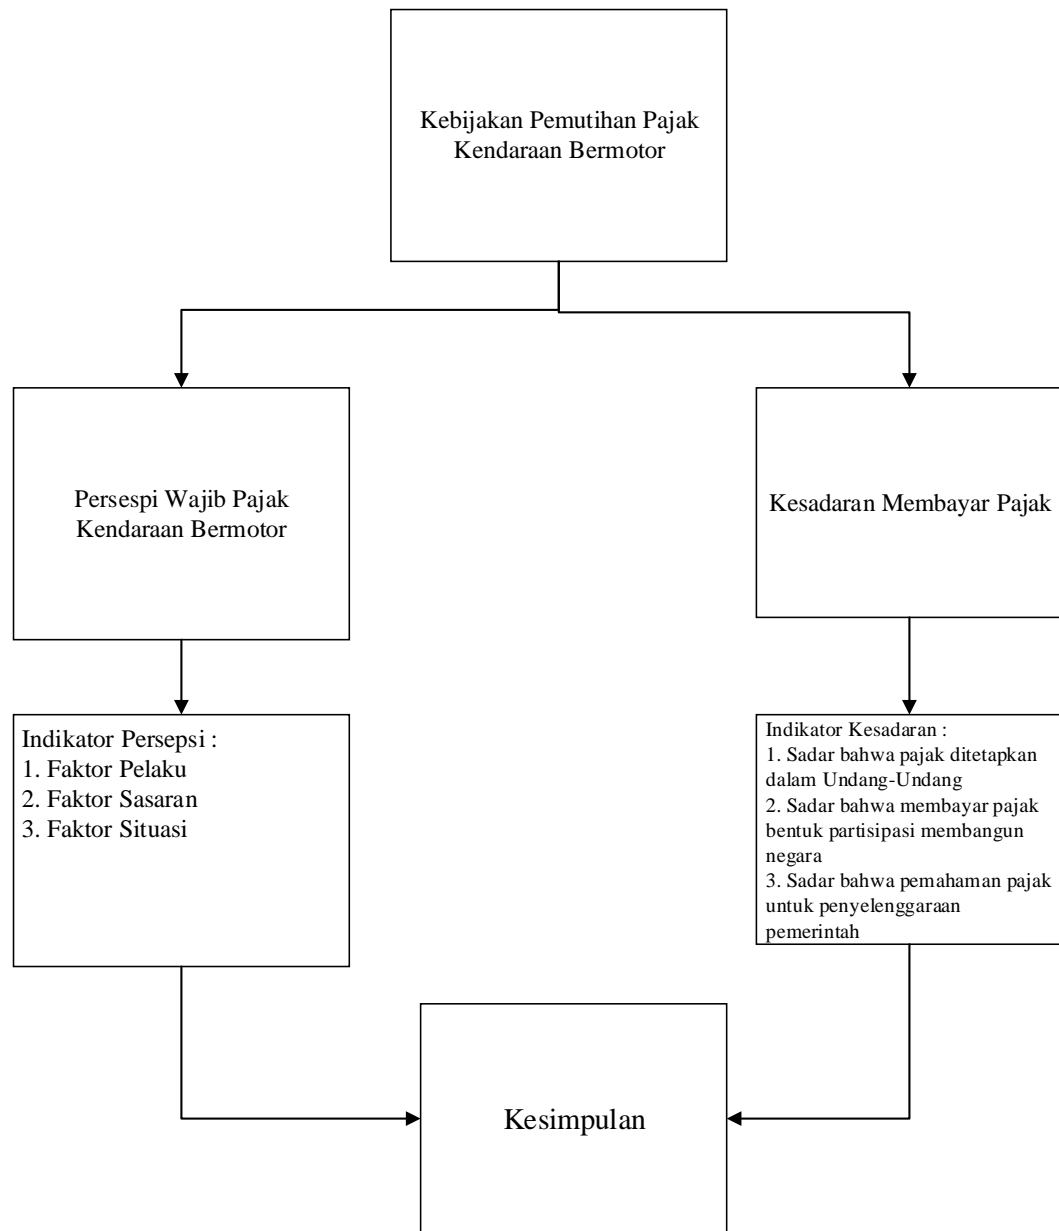 Kebijakan Pemutihan Pajak
Kendaraan Bermotor
Persespi Wajib Pajak
Kendaraan Bermotor
Kesadaran Membayar Pajak
Indikator Persepsi :
1. Faktor Pelaku
2. Faktor Sasaran
3. Faktor Situasi
Indikator Kesadaran :
1. Sadar bahwa pajak ditetapkan
dalam Undang-Undang
2. Sadar bahwa membayar pajak
bentuk partisipasi membangun
negara
3. Sadar bahwa pemahaman pajak
untuk penyelenggaraan
pemerintah
Kesimpulan